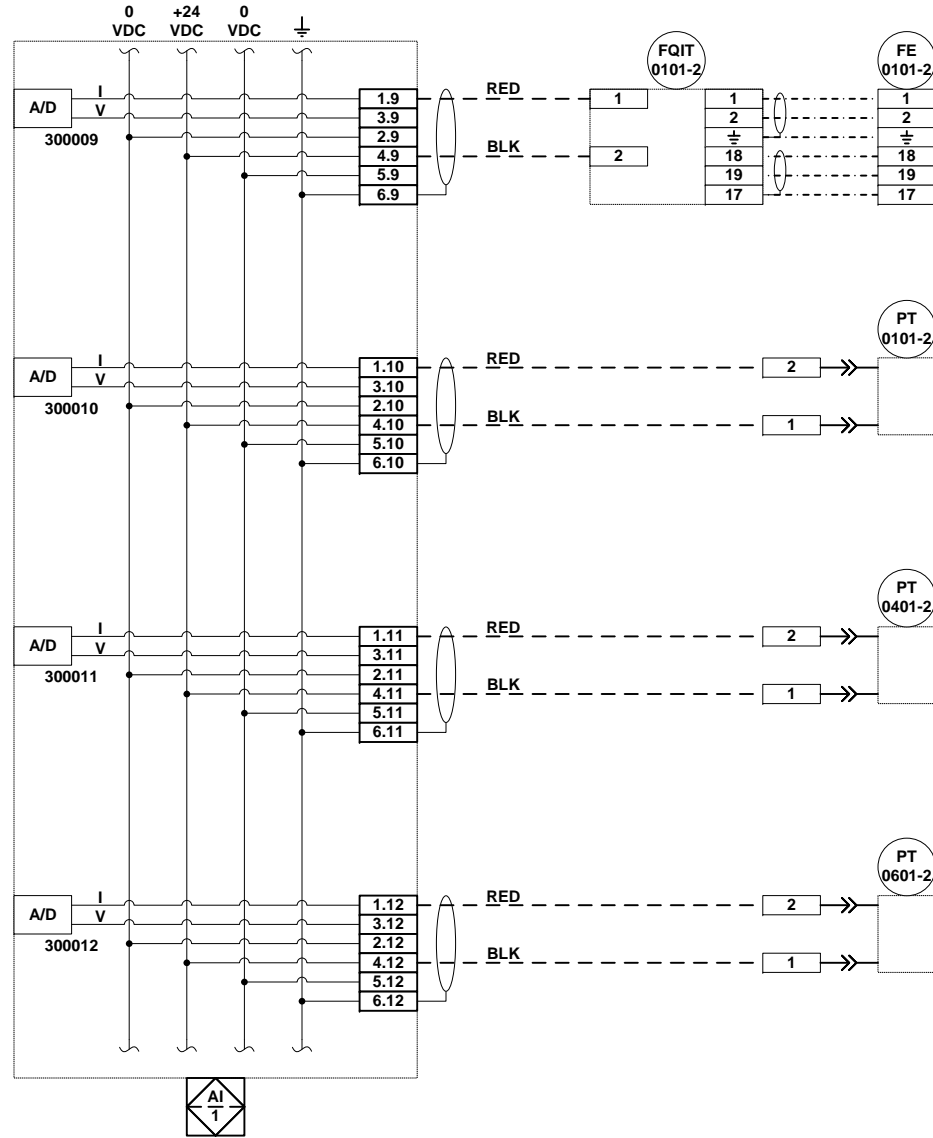 0 +24 0
VDC VDC VDC
FQIT
0101-2
FE
0101-2
A/D I
V
300009
1.9 RED 1 1 1
3.9 2 2
2.9
4.9 BLK 2 18 18
5.9 19 19
6.9 17 17
PT
0101-2
A/D I
V
300010
1.10 RED 2
3.10
2.10
4.10 BLK 1
5.10
6.10
PT
0401-2
A/D I
V
300011
1.11 RED 2
3.11
2.11
4.11 BLK 1
5.11
6.11
PT
0601-2
A/D I
V
300012
1.12 RED 2
3.12
2.12
4.12 BLK 1
5.12
6.12
AI
1